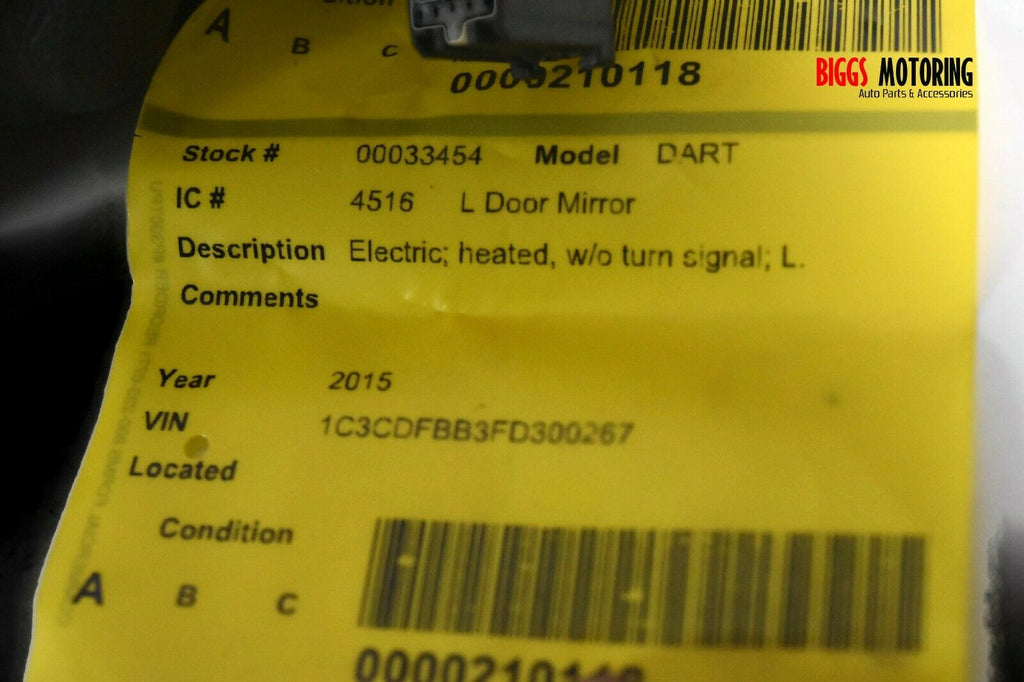 A B C
0000210118
BIGGS MOTORING
Auto Parts & Accessories
Stock # 00033454 Model DART
IC # 4516 L Door Mirror
Description Electric; heated, w/o turn signal; L.
Comments
Year 2015
VIN 1C3CDFBB3FD300267
Located
Condition
A B C
0000210118